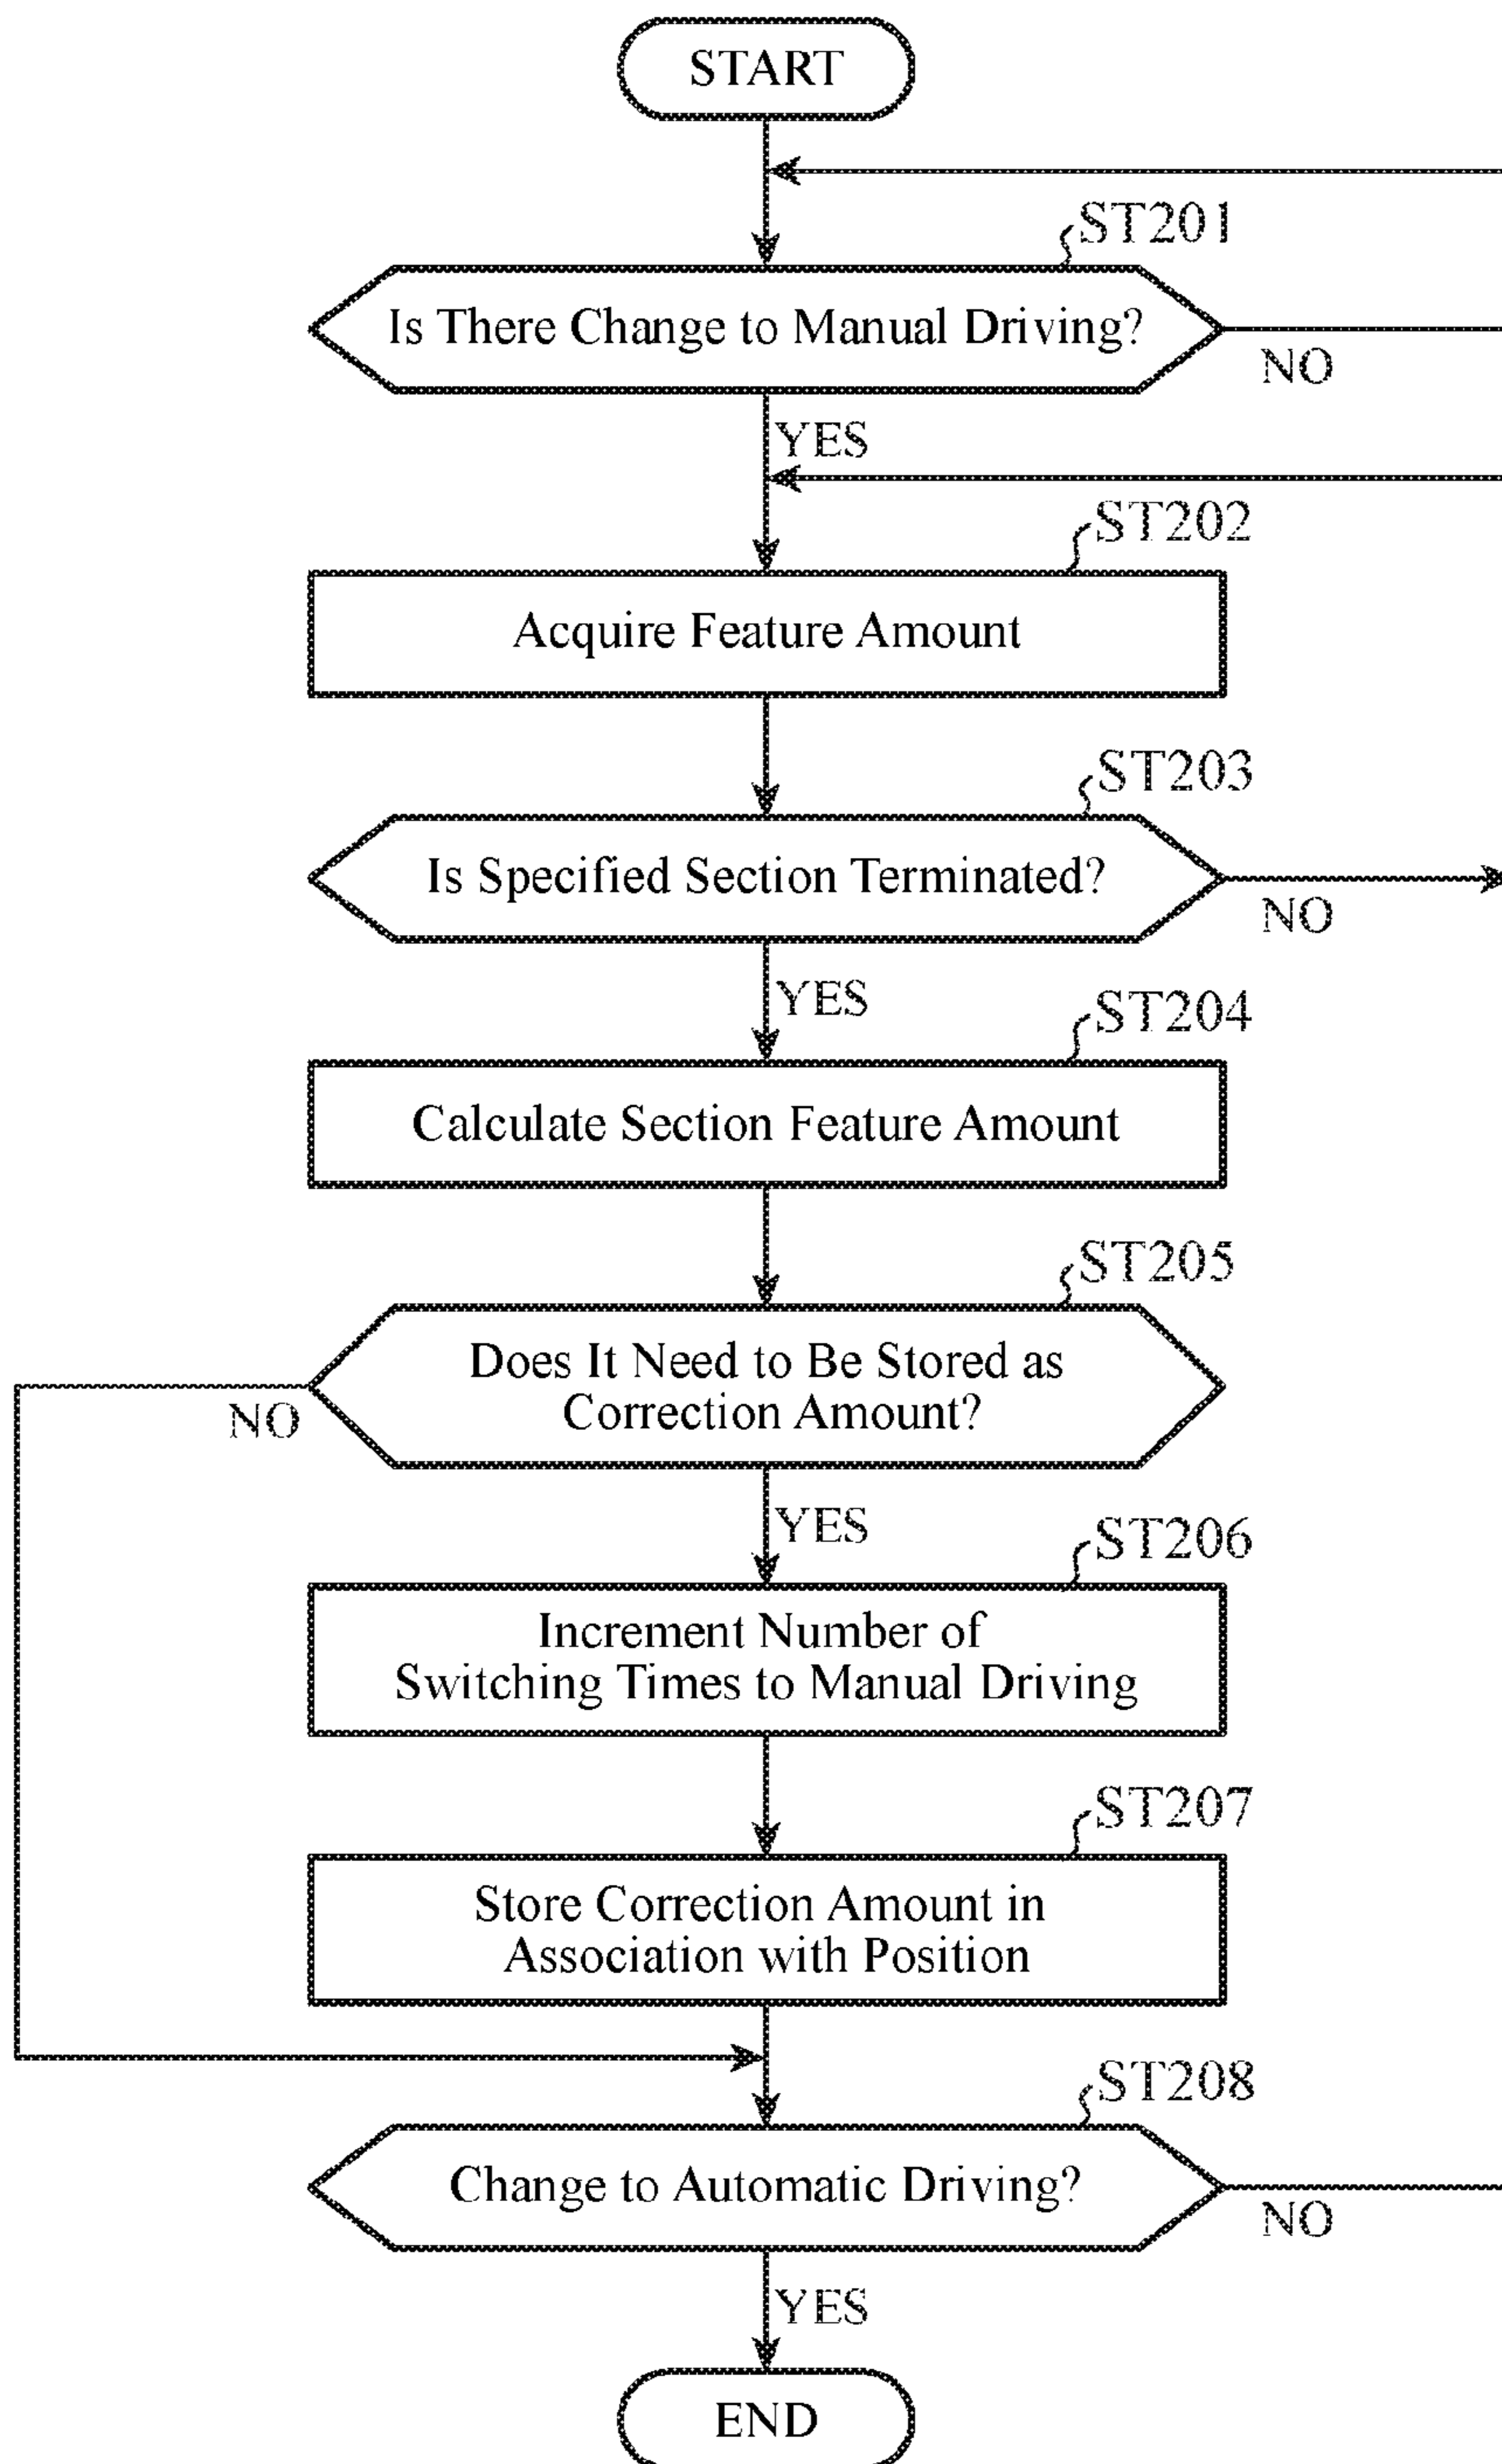 START
ST201
Is There Change to Manual Driving?
NO
YES
ST202
Acquire Feature Amount
ST203
Is Specified Section Terminated?
NO
YES
ST204
Calculate Section Feature Amount
ST205
Does It Need to Be Stored as
Correction Amount?
NO
YES
ST206
Increment Number of
Switching Times to Manual Driving
ST207
Store Correction Amount in
Association with Position
ST208
Change to Automatic Driving?
NO
YES
END